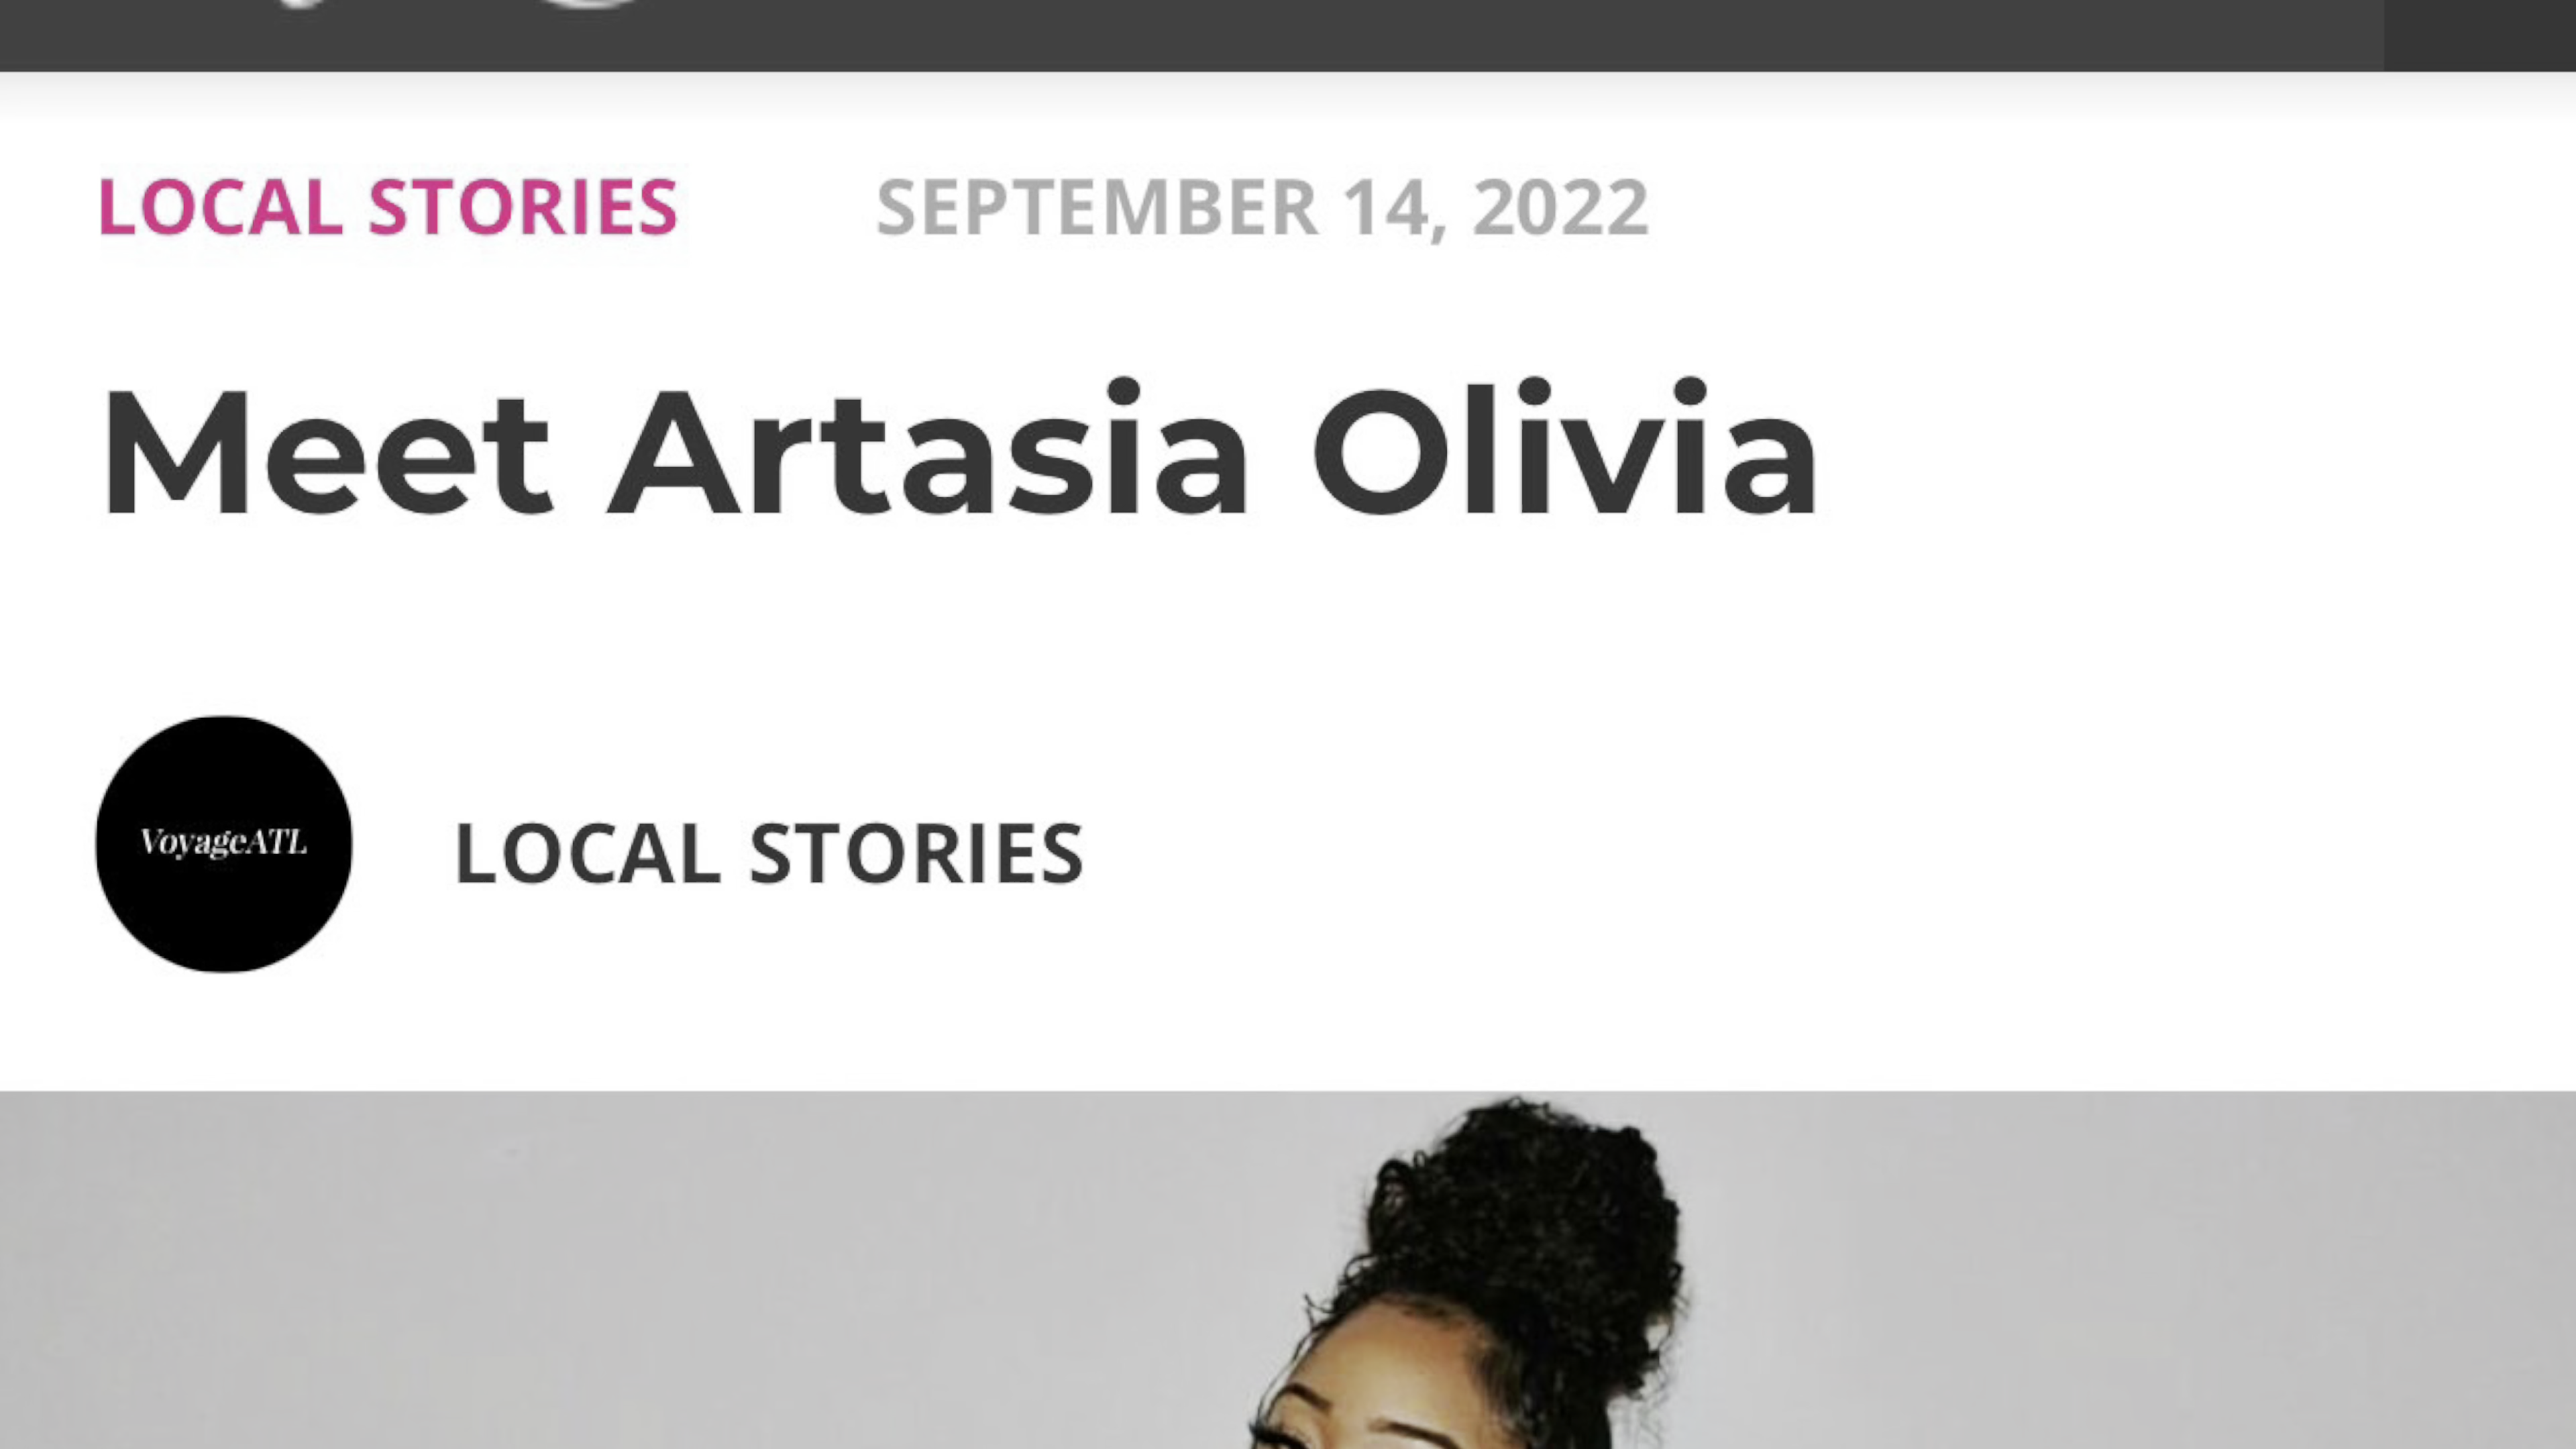 LOCAL STORIES SEPTEMBER 14, 2022
Meet Artasia Olivia
VoyageATL
LOCAL STORIES